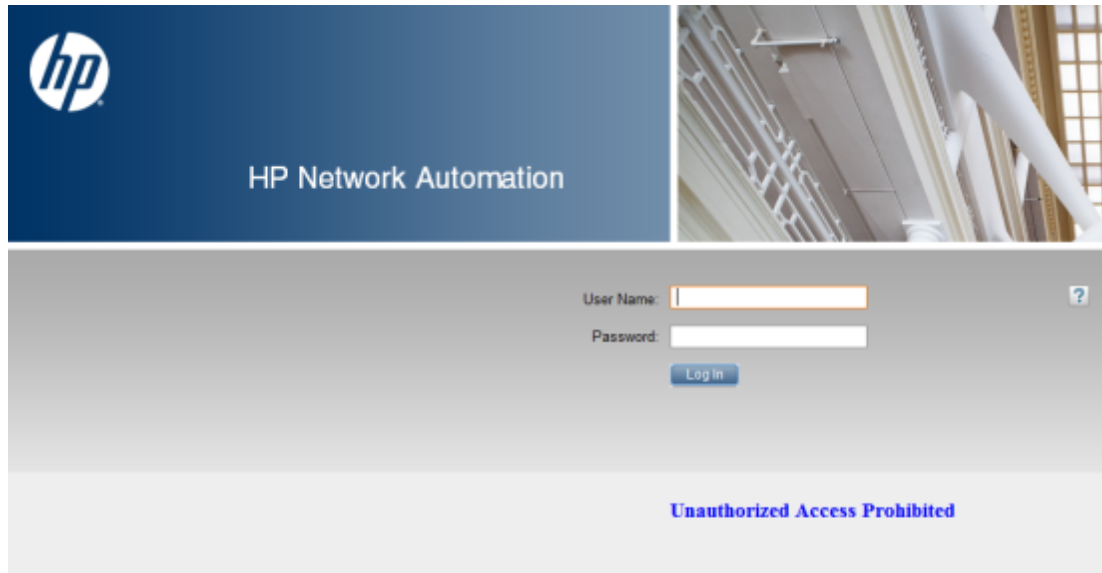 hp
HP Network Automation
User Name:
?
Password:
Log In
Unauthorized Access Prohibited